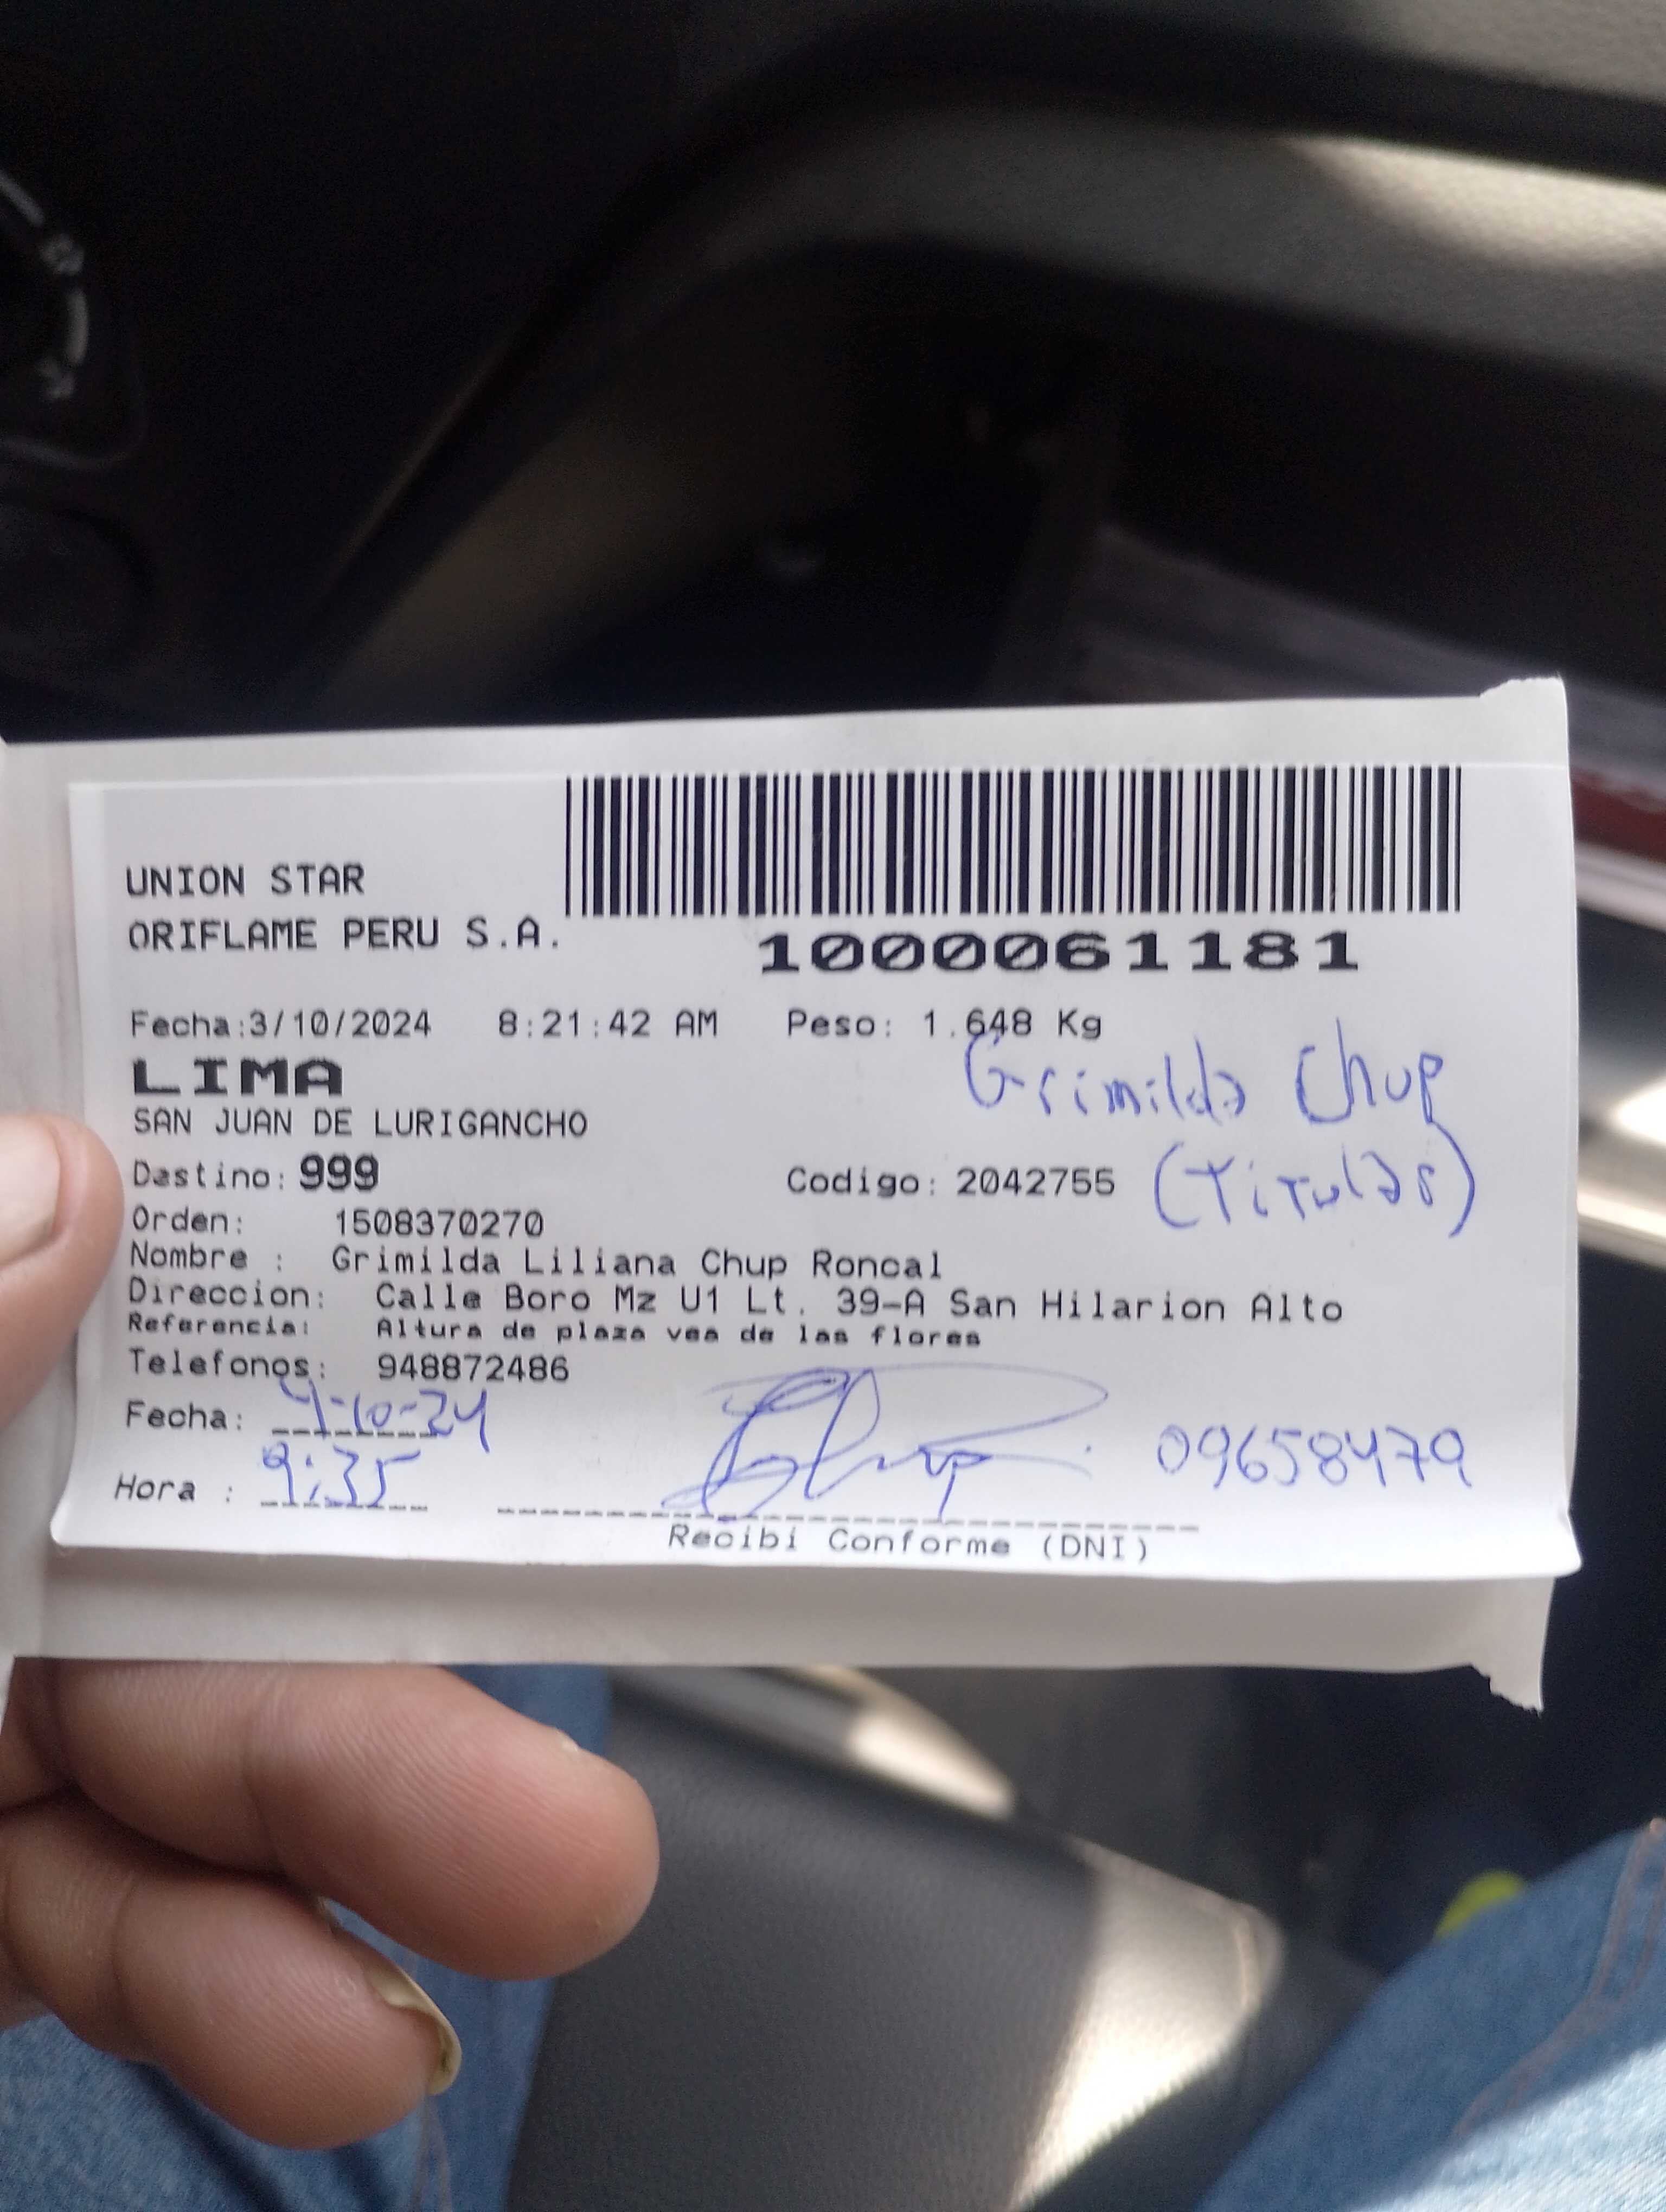 UNION STAR
ORIFLAME PERU S.A.
1000061181
Fecha:3/10/2024 8:21:42 AM Peso: 1.648 Kg
LIMA
Grimilda Chup
SAN JUAN DE LURIGANCHO
Destino: 999 Codigo: 2042755 (Titular)
Orden: 1508370270
Nombre : Grimilda Liliana Chup Roncal
Direccion: Calle Boro Mz U1 Lt. 39-A San Hilarion Alto
Referencia: Altura de plaza vea de las flores
Telefonos: 948872486
Fecha: 4-10-24
09658479
Hora : 9:35
Recibi Conforme (DNI)